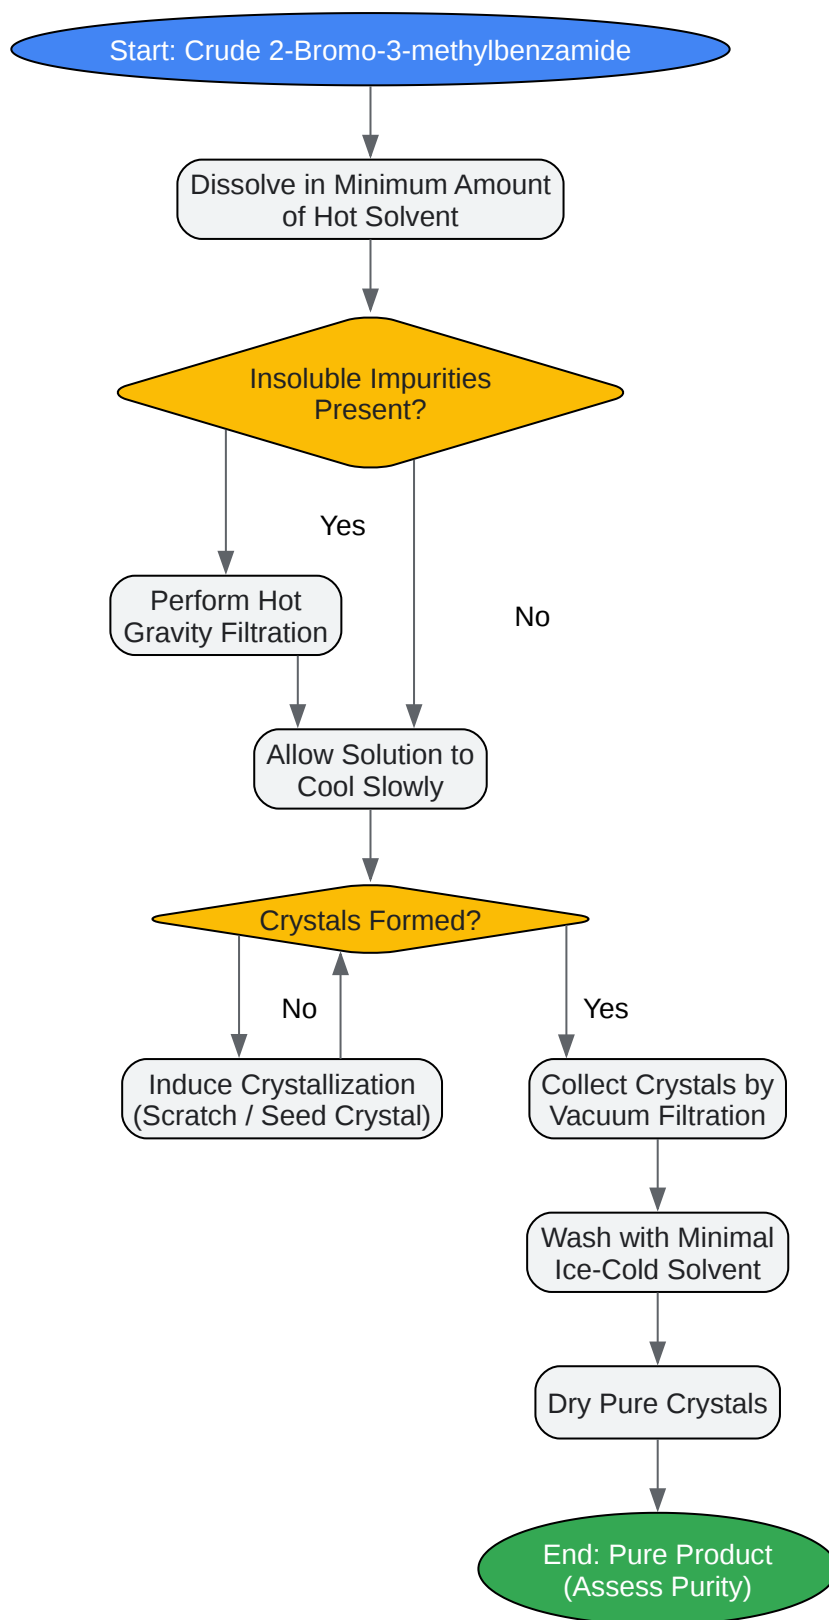 Start: Crude 2-Bromo-3-methylbenzamide
Dissolve in Minimum Amount
of Hot Solvent
Insoluble Impurities
Present?
Yes
Perform Hot
Gravity Filtration
No
Allow Solution to
Cool Slowly
Crystals Formed?
No
Yes
Induce Crystallization
(Scratch / Seed Crystal)
Collect Crystals by
Vacuum Filtration
Wash with Minimal
Ice-Cold Solvent
Dry Pure Crystals
End: Pure Product
(Assess Purity)